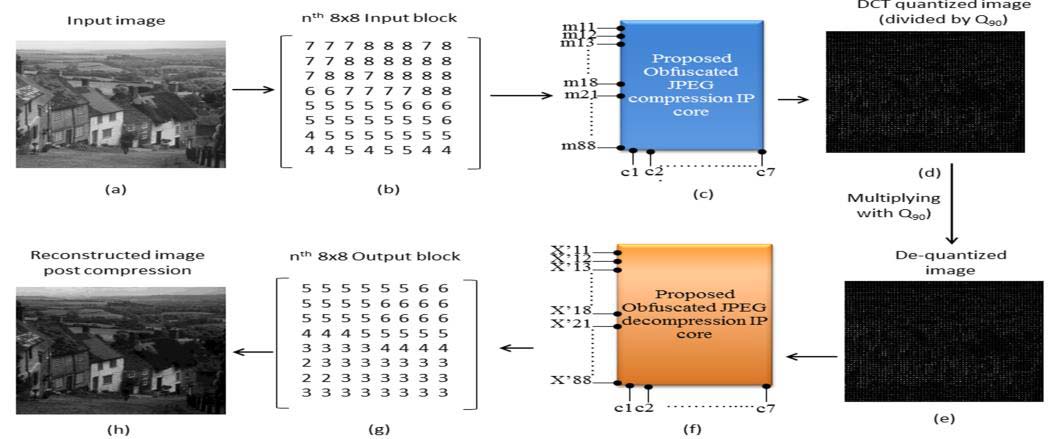 Input image
nth 8x8 Input block
DCT quantized image
(divided by Q90)
7 7 7 8 8 8 7 8
7 7 8 8 8 8 8 8
7 8 8 7 8 8 8 8
6 6 7 7 7 7 8 8
5 5 5 5 5 6 6 6
5 5 5 5 5 5 5 6
4 5 5 5 5 5 5 5
4 4 5 4 5 5 4 4
m11
m12
m13
m18
m21
m88
Proposed
Obfuscated
JPEG
compression IP
core
c1 c2 c7
(a)
(b)
(c)
(d)
Multiplying
with Q90)
Reconstructed image
post compression
nth 8x8 Output block
De-quantized
image
5 5 5 5 5 5 6 6
5 5 5 5 6 6 6 6
5 5 5 5 6 6 6 6
4 4 4 5 5 5 5 5
3 3 3 3 4 4 4 4
2 3 3 3 3 3 3 3
2 2 3 3 3 3 3 3
3 3 3 3 3 3 3 3
X'11
X'12
X'13
X'18
X'21
X'88
Proposed
Obfuscated JPEG
decompression IP
core
c1 c2 c7
(h)
(g)
(f)
(e)